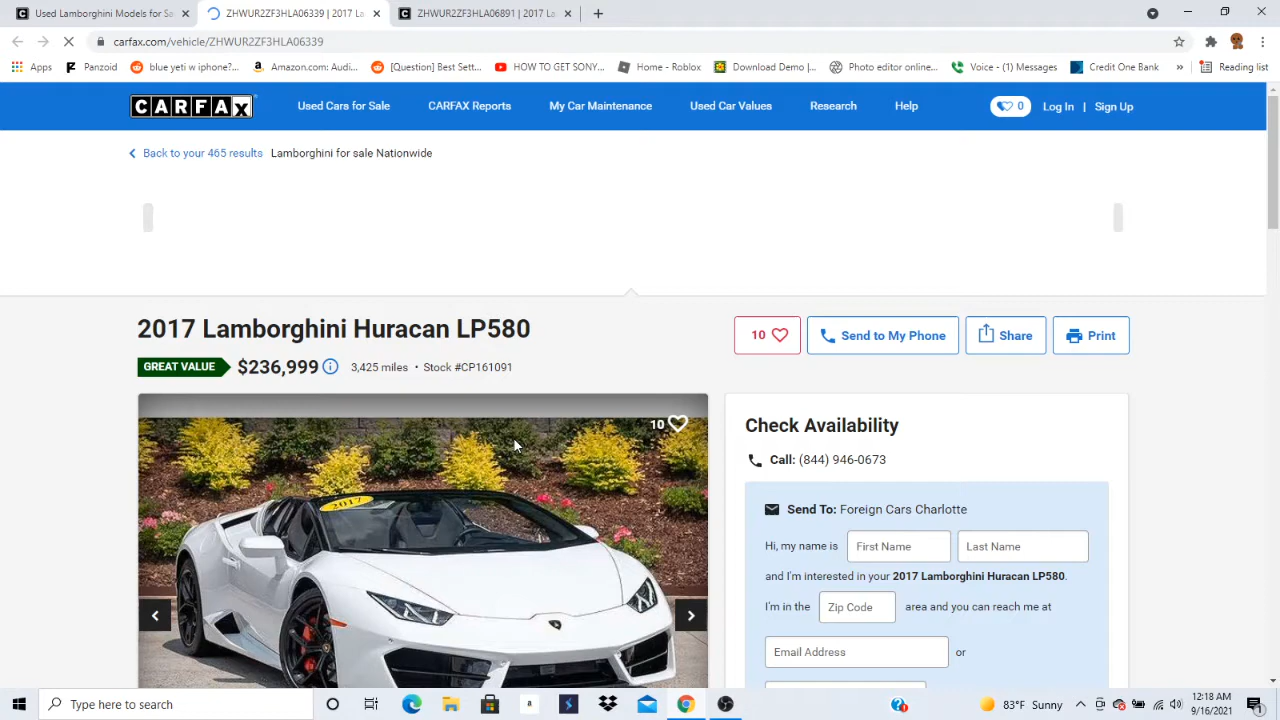 Used Lamborghini Models for Sa
ZHWUR2ZF3HLA06339 | 2017 La
ZHWUR2ZF3HLA06891 | 2017 La
carfax.com/vehicle/ZHWUR2ZF3HLA06339
Apps
Panzoid
blue yeti w iphone?...
Amazon.com: Audi...
[Question] Best Sett...
HOW TO GET SONY...
Home - Roblox
Download Demo |...
Photo editor online...
Voice - (1) Messages
Credit One Bank
»
Reading list
CARFAX
Used Cars for Sale
CARFAX Reports
My Car Maintenance
Used Car Values
Research
Help
0
Log In | Sign Up
Back to your 465 results
Lamborghini for sale Nationwide
2017 Lamborghini Huracan LP580
10
Send to My Phone
Share
Print
GREAT VALUE
$236,999
3,425 miles • Stock #CP161091
10
2017
Check Availability
Call: (844) 946-0673
Send To: Foreign Cars Charlotte
Hi, my name is
First Name
Last Name
and I'm interested in your 2017 Lamborghini Huracan LP580.
I'm in the
Zip Code
area and you can reach me at
Email Address
or
Type here to search
83°F Sunny
12:18 AM
9/16/2021
1